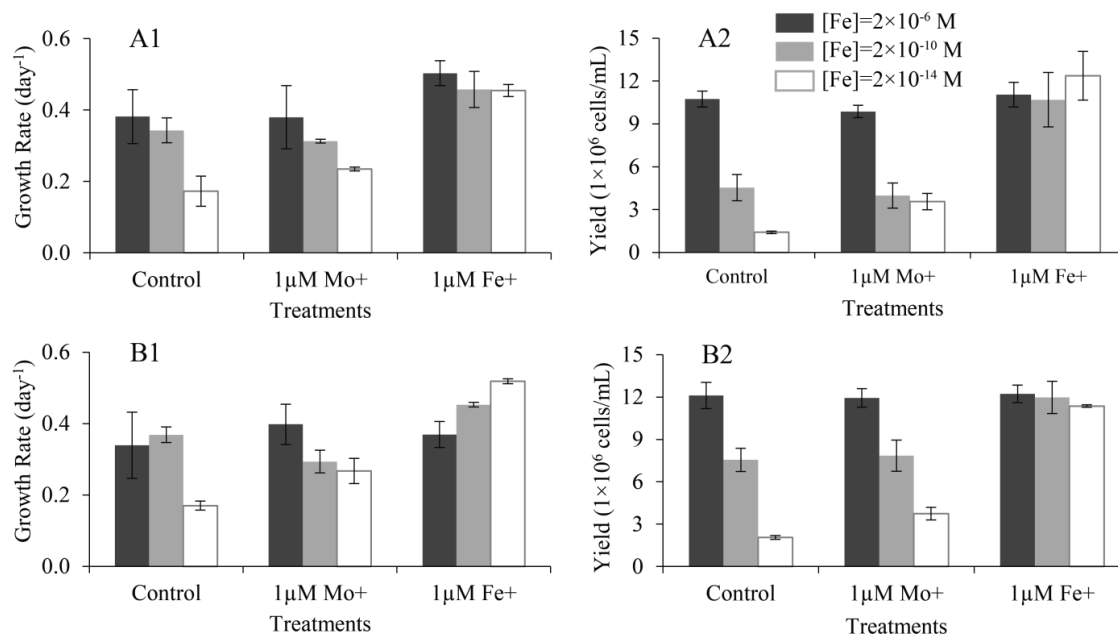 A1
Growth Rate (day⁻¹)
0.6
0.4
0.2
0.0
Control
1µM Mo+
1µM Fe+
Treatments
A2
[Fe]=2×10⁻⁶ M
[Fe]=2×10⁻¹⁰ M
[Fe]=2×10⁻¹⁴ M
Yield (1×10⁶ cells/mL)
15
12
9
6
3
0
Control
1µM Mo+
1µM Fe+
Treatments
B1
Growth Rate (day⁻¹)
0.6
0.4
0.2
0.0
Control
1µM Mo+
1µM Fe+
Treatments
B2
Yield (1×10⁶ cells/mL)
15
12
9
6
3
0
Control
1µM Mo+
1µM Fe+
Treatments